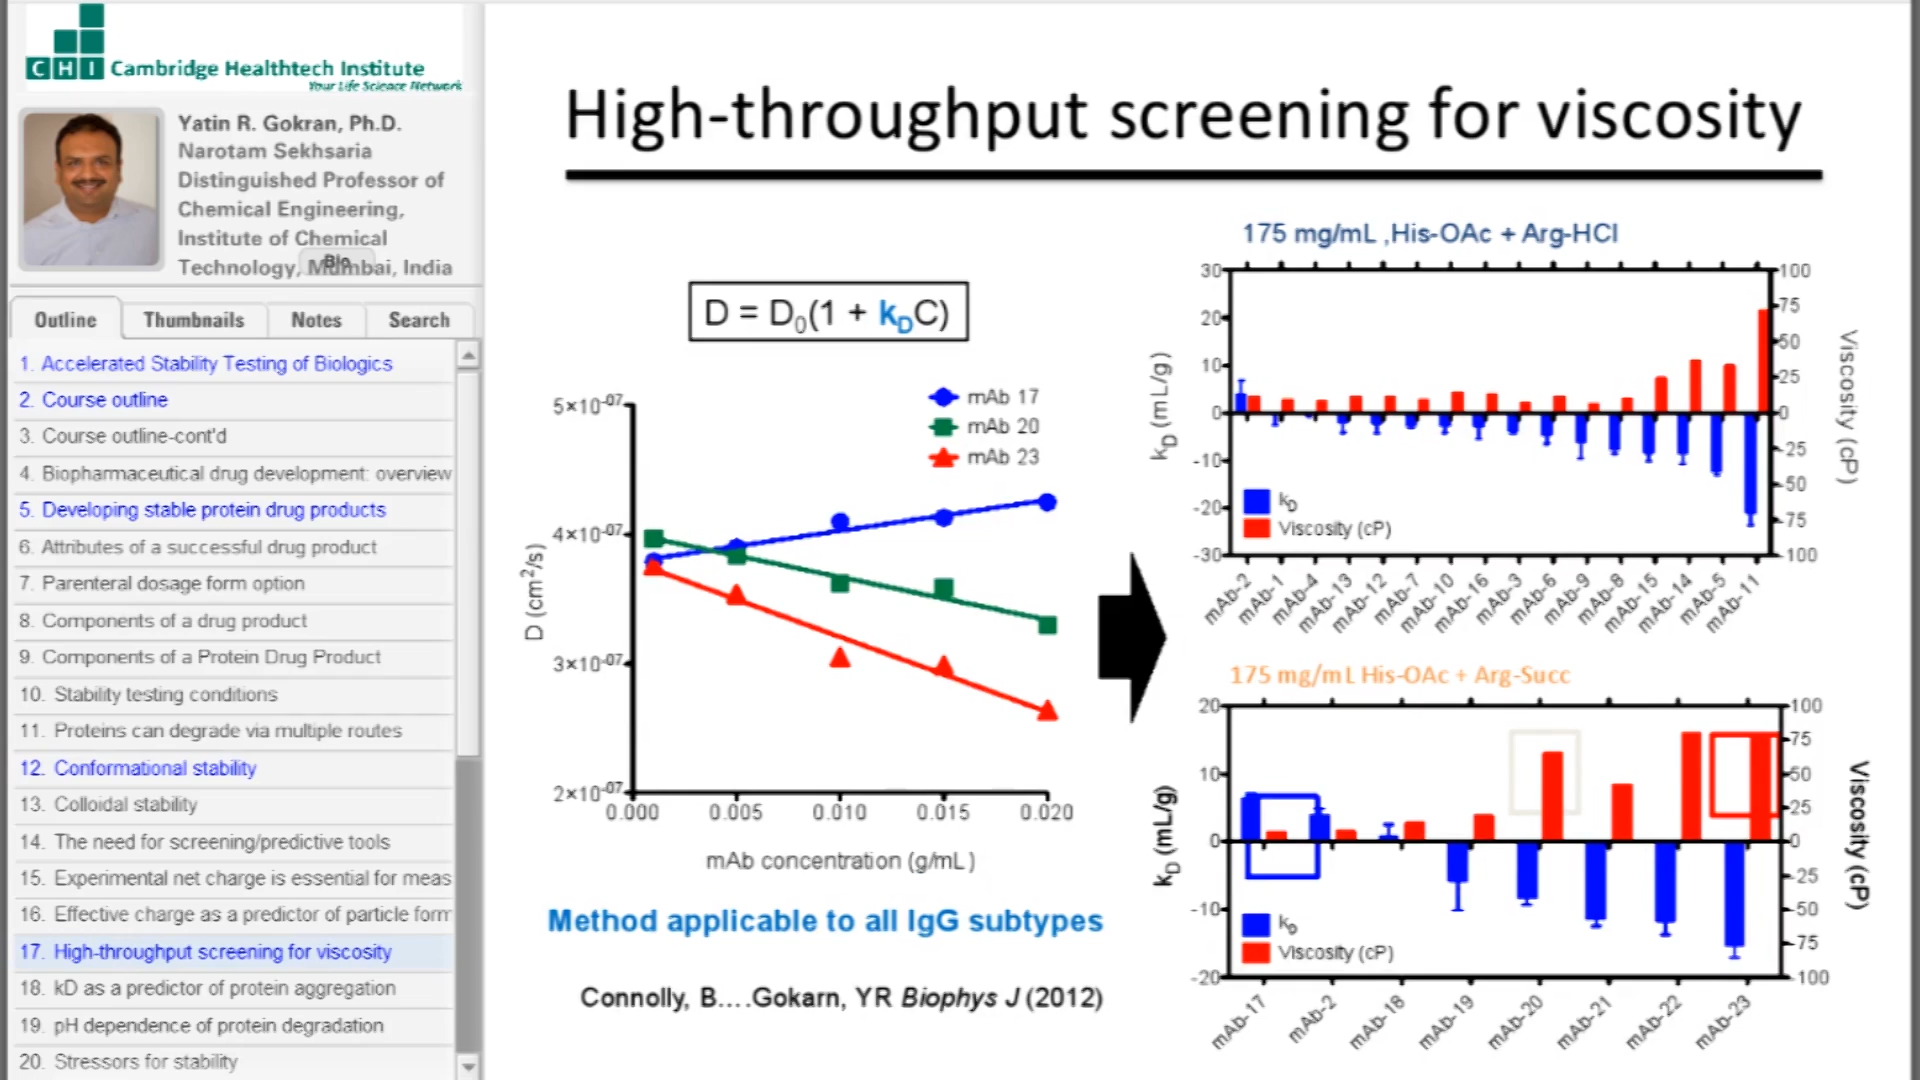 CHI Cambridge Healthtech Institute
Your Life Science Network
Yatin R. Gokran, Ph.D.
Narotam Sekhsaria
Distinguished Professor of
Chemical Engineering,
Institute of Chemical
Technology, Mumbai, India
Bio
Outline Thumbnails Notes Search
1. Accelerated Stability Testing of Biologics
2. Course outline
3. Course outline-cont'd
4. Biopharmaceutical drug development: overview
5. Developing stable protein drug products
6. Attributes of a successful drug product
7. Parenteral dosage form option
8. Components of a drug product
9. Components of a Protein Drug Product
10. Stability testing conditions
11. Proteins can degrade via multiple routes
12. Conformational stability
13. Colloidal stability
14. The need for screening/predictive tools
15. Experimental net charge is essential for meas
16. Effective charge as a predictor of particle form
17. High-throughput screening for viscosity
18. kD as a predictor of protein aggregation
19. pH dependence of protein degradation
20. Stressors for stability
High-throughput screening for viscosity
D = D0(1 + kDC)
mAb 17
mAb 20
mAb 23
5×10-07
4×10-07
3×10-07
2×10-07
D (cm2/s)
0.000 0.005 0.010 0.015 0.020
mAb concentration (g/mL)
Method applicable to all IgG subtypes
Connolly, B....Gokarn, YR Biophys J (2012)
175 mg/mL ,His-OAc + Arg-HCl
30 20 10 0 -10 -20 -30
kD (mL/g)
100 75 50 25 0 -25 -50 -75 -100
Viscosity (cP)
kD
Viscosity (cP)
mAb-2 mAb-1 mAb-4 mAb-13 mAb-12 mAb-7 mAb-10 mAb-16 mAb-3 mAb-6 mAb-9 mAb-8 mAb-15 mAb-14 mAb-5 mAb-11
175 mg/mL His-OAc + Arg-Succ
20 10 0 -10 -20
kD (mL/g)
100 75 50 25 0 -25 -50 -75 -100
Viscosity (cP)
kD
Viscosity (cP)
mAb-17 mAb-2 mAb-18 mAb-19 mAb-20 mAb-21 mAb-22 mAb-23